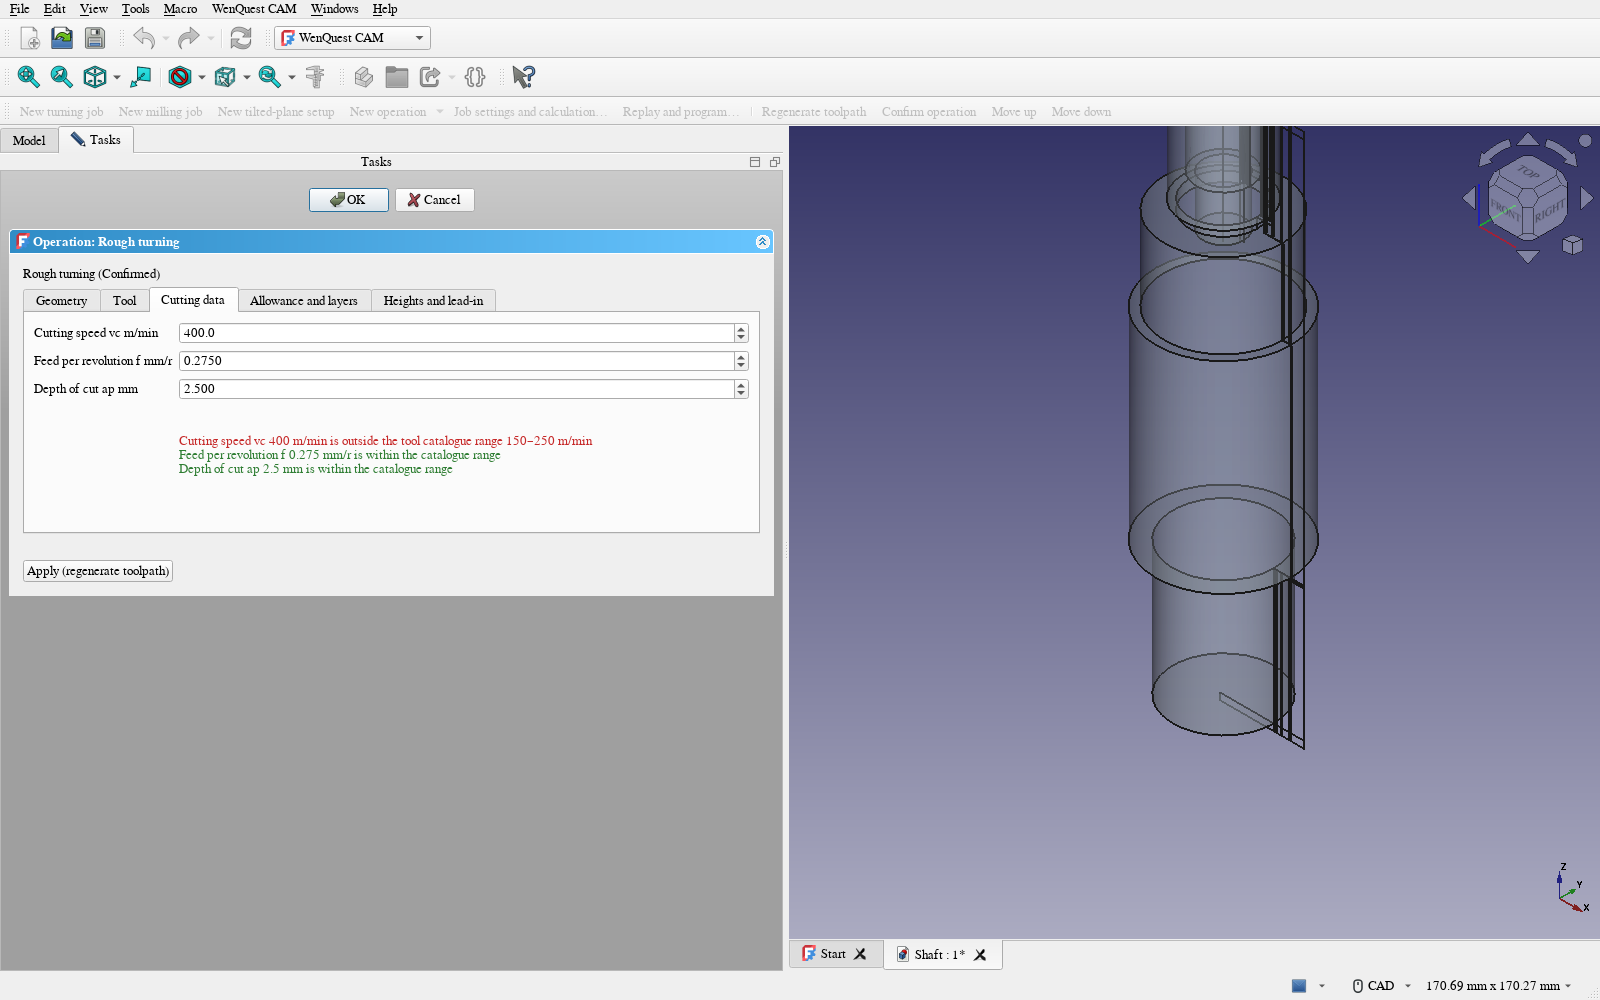 File Edit View Tools Macro WenQuest CAM Windows Help
WenQuest CAM
New turning job New milling job New tilted-plane setup New operation Job settings and calculation... Replay and program... Regenerate toolpath Confirm operation Move up Move down
Model Tasks
Tasks
OK Cancel
Operation: Rough turning
Rough turning (Confirmed)
Geometry Tool Cutting data Allowance and layers Heights and lead-in
Cutting speed vc m/min 400.0
Feed per revolution f mm/r 0.2750
Depth of cut ap mm 2.500
Cutting speed vc 400 m/min is outside the tool catalogue range 150–250 m/min
Feed per revolution f 0.275 mm/r is within the catalogue range
Depth of cut ap 2.5 mm is within the catalogue range
Apply (regenerate toolpath)
TOP
FRONT RIGHT
Z
Y
X
Start Shaft : 1*
CAD 170.69 mm x 170.27 mm